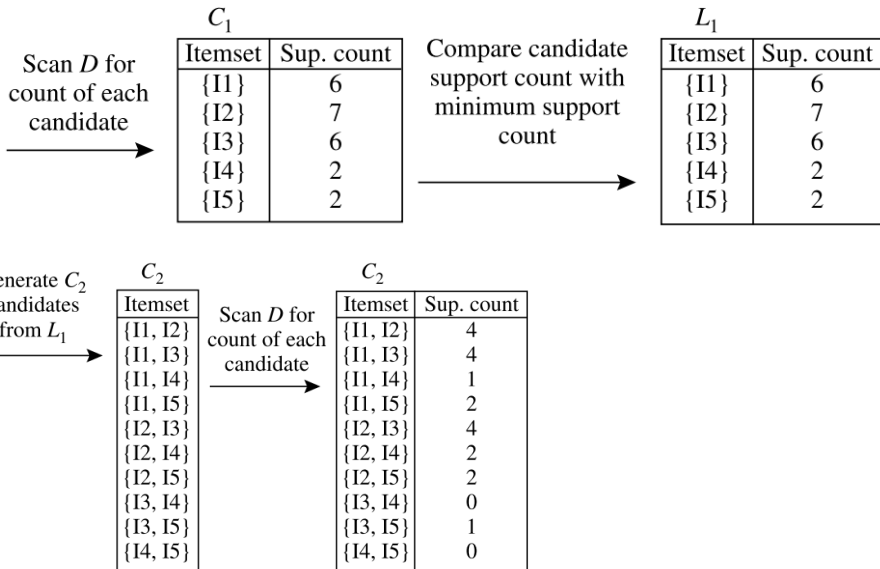 C1
L1
Scan D for
count of each
candidate
Itemset Sup. count
{I1} 6
{I2} 7
{I3} 6
{I4} 2
{I5} 2
Compare candidate
support count with
minimum support
count
Itemset Sup. count
{I1} 6
{I2} 7
{I3} 6
{I4} 2
{I5} 2
enerate C2
andidates
from L1
C2
Itemset
{I1, I2}
{I1, I3}
{I1, I4}
{I1, I5}
{I2, I3}
{I2, I4}
{I2, I5}
{I3, I4}
{I3, I5}
{I4, I5}
Scan D for
count of each
candidate
C2
Itemset Sup. count
{I1, I2} 4
{I1, I3} 4
{I1, I4} 1
{I1, I5} 2
{I2, I3} 4
{I2, I4} 2
{I2, I5} 2
{I3, I4} 0
{I3, I5} 1
{I4, I5} 0